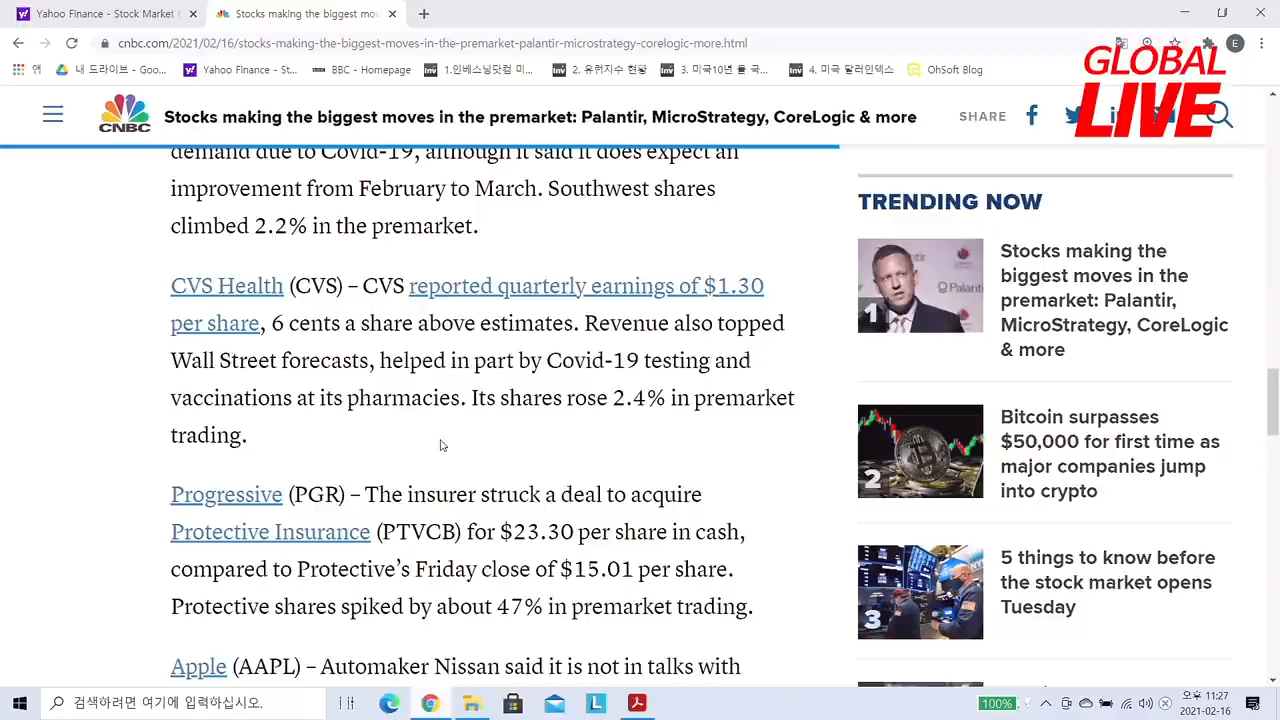 Yahoo Finance - Stock Market
Stocks making the biggest mov
cnbc.com/2021/02/16/stocks-making-the-biggest-moves-in-the-premarket-palantir-microstrategy-corelogic-more.html
E
앱
내 드라이브 - Goo...
Yahoo Finance - St...
BBC - Homepage
1.인베스닝닷컴 미...
2. 유뤼지수 현황
3. 미국10년 율 국...
4. 미국 달러인덱스
OhSoft Blog
GLOBAL
LIVE
CNBC
Stocks making the biggest moves in the premarket: Palantir, MicroStrategy, CoreLogic & more
SHARE
demand due to Covid-19, although it said it does expect an
improvement from February to March. Southwest shares
climbed 2.2% in the premarket.
CVS Health (CVS) – CVS reported quarterly earnings of $1.30
per share, 6 cents a share above estimates. Revenue also topped
Wall Street forecasts, helped in part by Covid-19 testing and
vaccinations at its pharmacies. Its shares rose 2.4% in premarket
trading.
Progressive (PGR) – The insurer struck a deal to acquire
Protective Insurance (PTVCB) for $23.30 per share in cash,
compared to Protective's Friday close of $15.01 per share.
Protective shares spiked by about 47% in premarket trading.
Apple (AAPL) – Automaker Nissan said it is not in talks with
TRENDING NOW
1
Stocks making the
biggest moves in the
premarket: Palantir,
MicroStrategy, CoreLogic
& more
2
Bitcoin surpasses
$50,000 for first time as
major companies jump
into crypto
3
5 things to know before
the stock market opens
Tuesday
검색하려면 여기에 입력하십시오.
100%
오후 11:27
2021-02-16